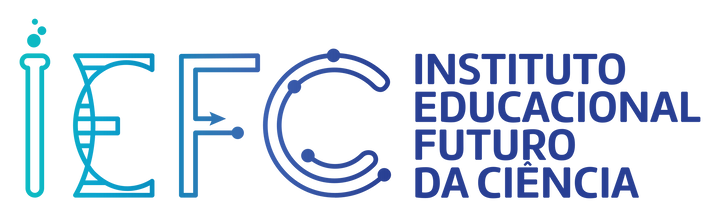 IEFC
INSTITUTO
EDUCACIONAL
FUTURO
DA CIÊNCIA